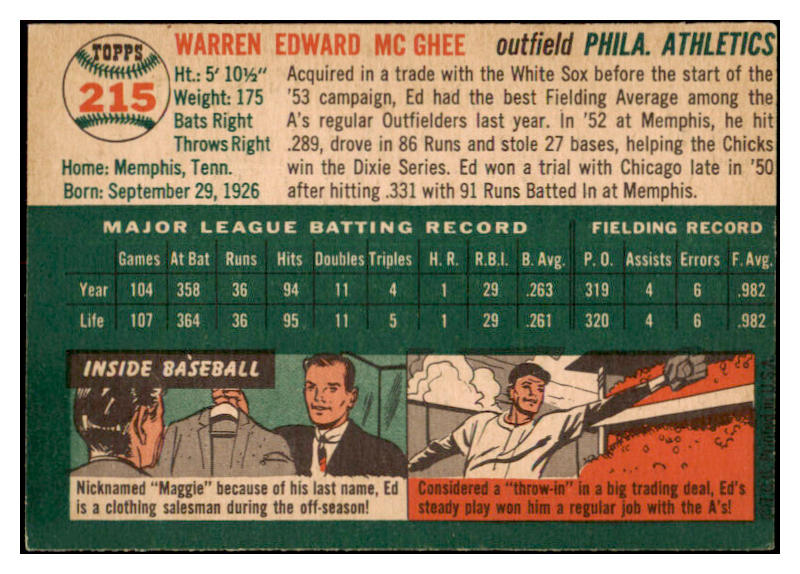 TOPPS
215
WARREN EDWARD MC GHEE outfield PHILA. ATHLETICS
Ht.: 5' 10½"
Weight: 175
Bats Right
Throws Right
Home: Memphis, Tenn.
Born: September 29, 1926
Acquired in a trade with the White Sox before the start of the
'53 campaign, Ed had the best Fielding Average among the
A's regular Outfielders last year. In '52 at Memphis, he hit
.289, drove in 86 Runs and stole 27 bases, helping the Chicks
win the Dixie Series. Ed won a trial with Chicago late in '50
after hitting .331 with 91 Runs Batted In at Memphis.
MAJOR LEAGUE BATTING RECORD FIELDING RECORD
Games At Bat Runs Hits Doubles Triples H. R. R.B.I. B. Avg. P. O. Assists Errors F. Avg.
Year 104 358 36 94 11 4 1 29 .263 319 4 6 .982
Life 107 364 36 95 11 5 1 29 .261 320 4 6 .982
INSIDE BASEBALL
Nicknamed "Maggie" because of his last name, Ed
is a clothing salesman during the off-season!
Considered a "throw-in" in a big trading deal, Ed's
steady play won him a regular job with the A's!